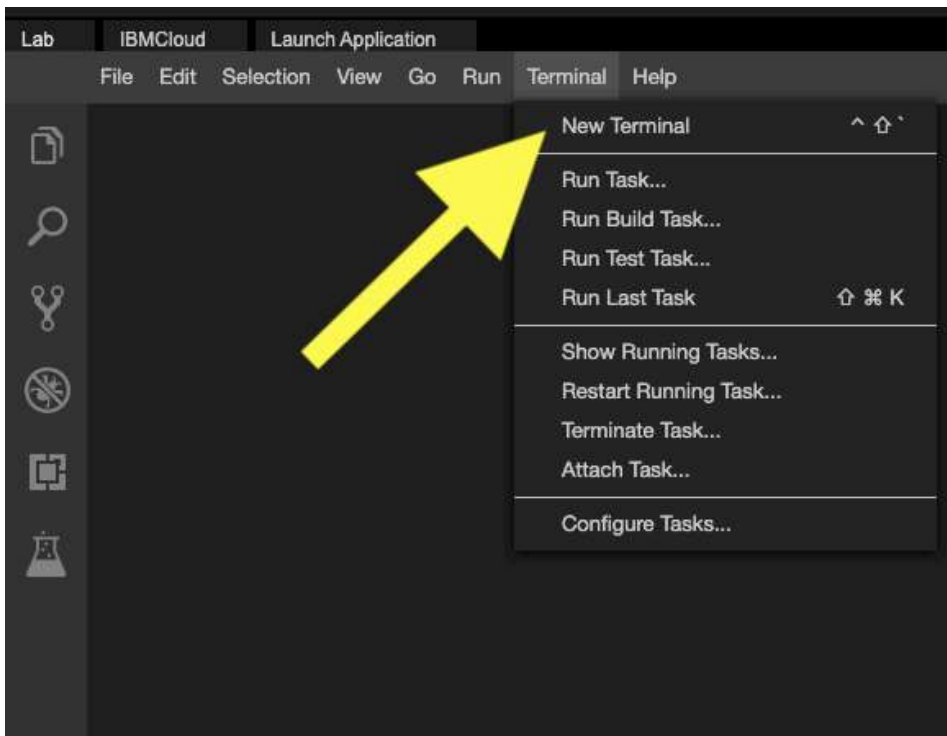 Lab IBMCloud Launch Application
File Edit Selection View Go Run Terminal Help
New Terminal ^ ⇧ `
Run Task...
Run Build Task...
Run Test Task...
Run Last Task ⇧ ⌘ K
Show Running Tasks...
Restart Running Task...
Terminate Task...
Attach Task...
Configure Tasks...